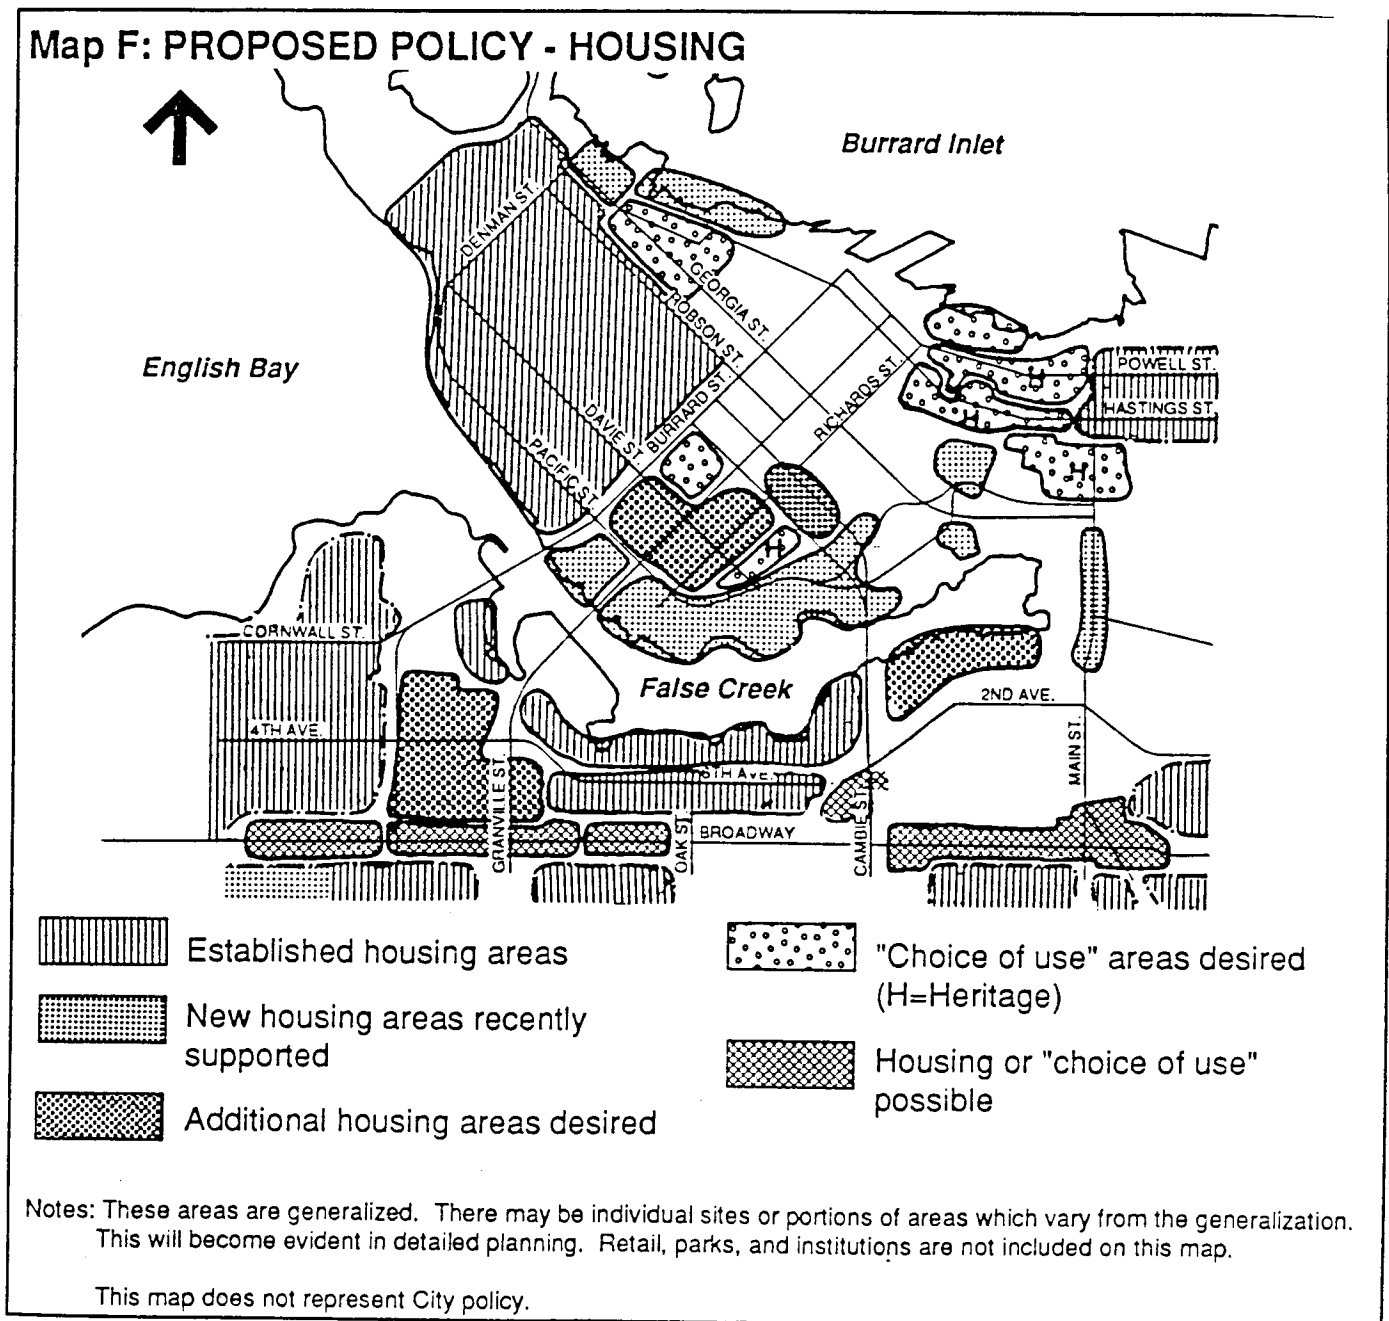 Map F: PROPOSED POLICY - HOUSING
Burrard Inlet
English Bay
DENMAN ST.
GEORGIA ST.
ROBSON ST.
POWELL ST.
HASTINGS ST.
RICHARDS ST.
BURRARD ST.
DAVIE ST.
PACIFIC ST.
H
H
H
H
CORNWALL ST.
False Creek
2ND AVE.
4TH AVE.
6TH AVE.
MAIN ST.
GRANVILLE ST.
OAK ST.
BROADWAY
CAMBIE ST.
Established housing areas
New housing areas recently
supported
Additional housing areas desired
"Choice of use" areas desired
(H=Heritage)
Housing or "choice of use"
possible
Notes: These areas are generalized. There may be individual sites or portions of areas which vary from the generalization.
This will become evident in detailed planning. Retail, parks, and institutions are not included on this map.
This map does not represent City policy.